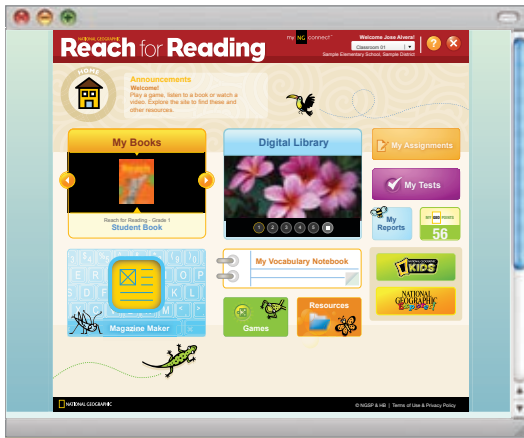 NATIONAL GEOGRAPHIC
Reach for Reading
my NG connect
Welcome Jose Alvera!
Classroom 01
Sample Elementary School, Sample District
?
HOME
Announcements
Welcome!
Play a game, listen to a book or watch a
video. Explore the site to find these and
other resources.
My Books
Reach for Reading - Grade 1
Student Book
Digital Library
1 2 3 4 5
My Assignments
My Tests
My
Reports
56
Magazine Maker
My Vocabulary Notebook
Games
Resources
NATIONAL GEOGRAPHIC
KIDS
NATIONAL
GEOGRAPHIC
NATIONAL GEOGRAPHIC
© NGSP & HB | Terms of Use & Privacy Policy